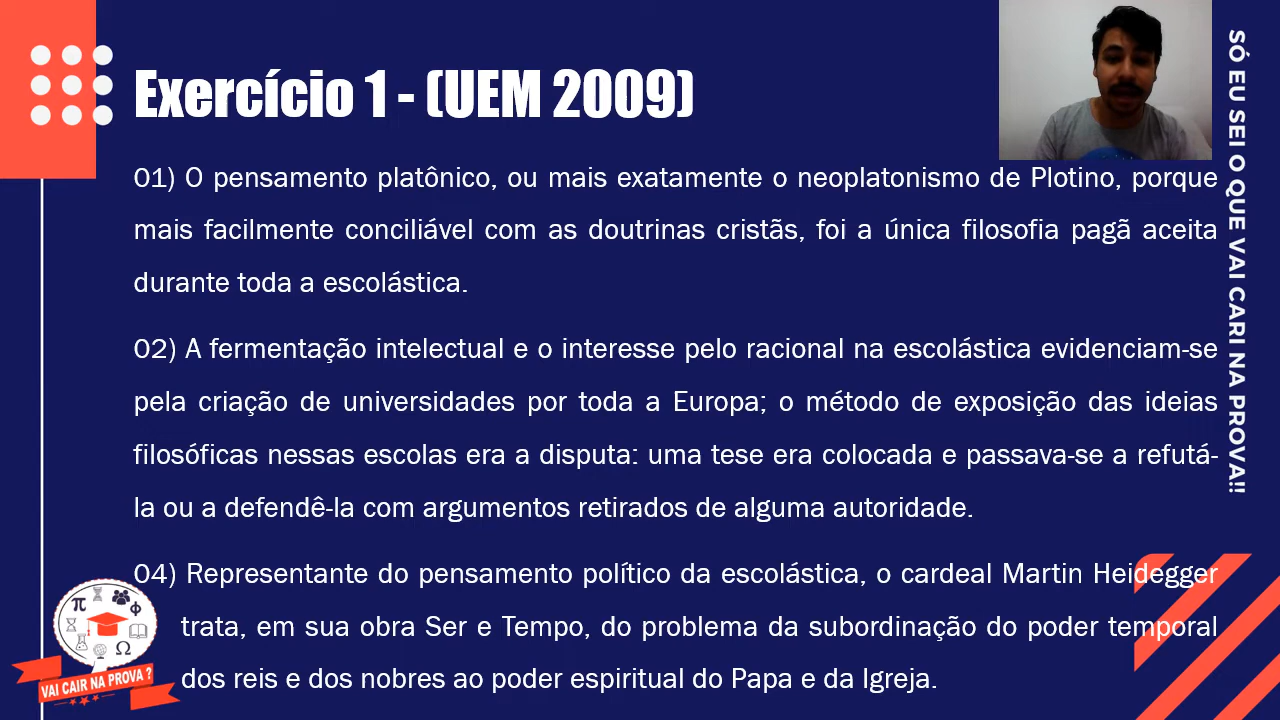 Exercício 1 - (UEM 2009)
01) O pensamento platônico, ou mais exatamente o neoplatonismo de Plotino, porque
mais facilmente conciliável com as doutrinas cristãs, foi a única filosofia pagã aceita
durante toda a escolástica.
02) A fermentação intelectual e o interesse pelo racional na escolástica evidenciam-se
pela criação de universidades por toda a Europa; o método de exposição das ideias
filosóficas nessas escolas era a disputa: uma tese era colocada e passava-se a refutá-
la ou a defendê-la com argumentos retirados de alguma autoridade.
04) Representante do pensamento político da escolástica, o cardeal Martin Heidegger
trata, em sua obra Ser e Tempo, do problema da subordinação do poder temporal
dos reis e dos nobres ao poder espiritual do Papa e da Igreja.
SÓ EU SEI O QUE VAI CARI NA PROVA!!
π Φ Ω
VAI CAIR NA PROVA ?